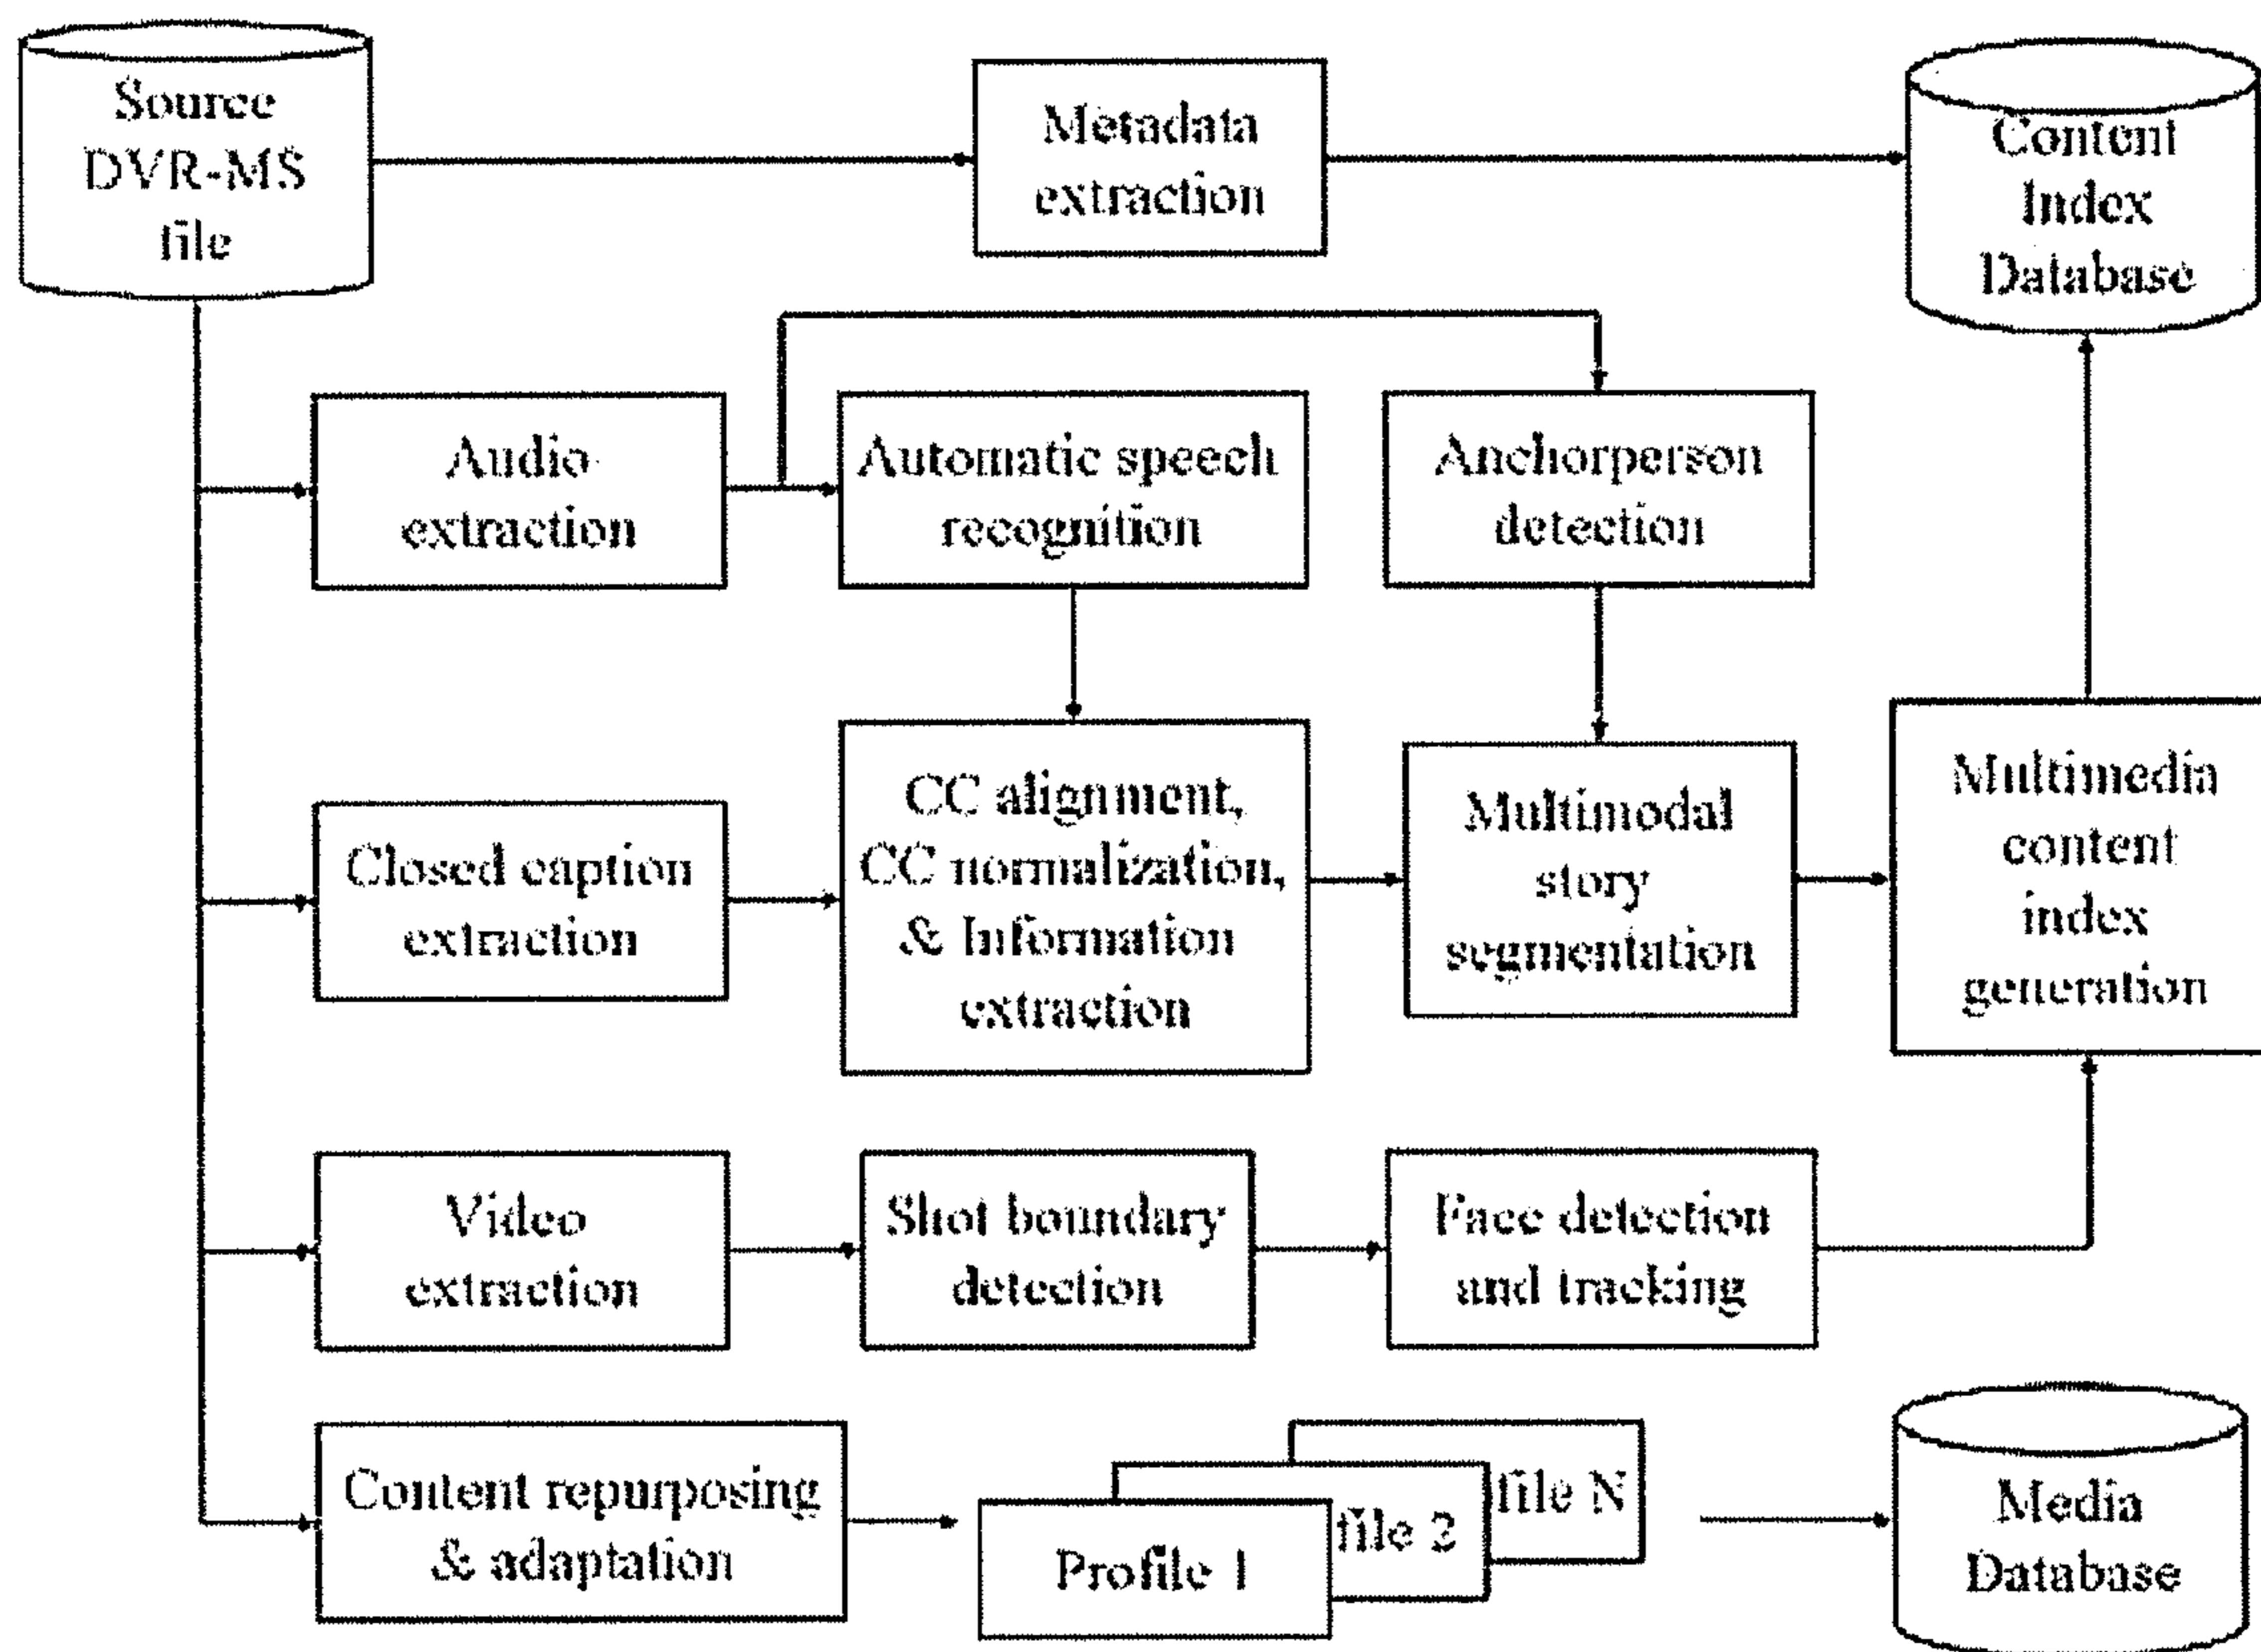 Source
DVR-MS
file
Metadata
extraction
Content
Index
Database
Audio
extraction
Automatic speech
recognition
Anchorperson
detection
Closed caption
extraction
CC alignment,
CC normalization,
& Information
extraction
Multimodal
story
segmentation
Multimedia
content
index
generation
Video
extraction
Shot boundary
detection
Face detection
and tracking
Content repurposing
& adaptation
Profile 1
file 2
file N
Media
Database